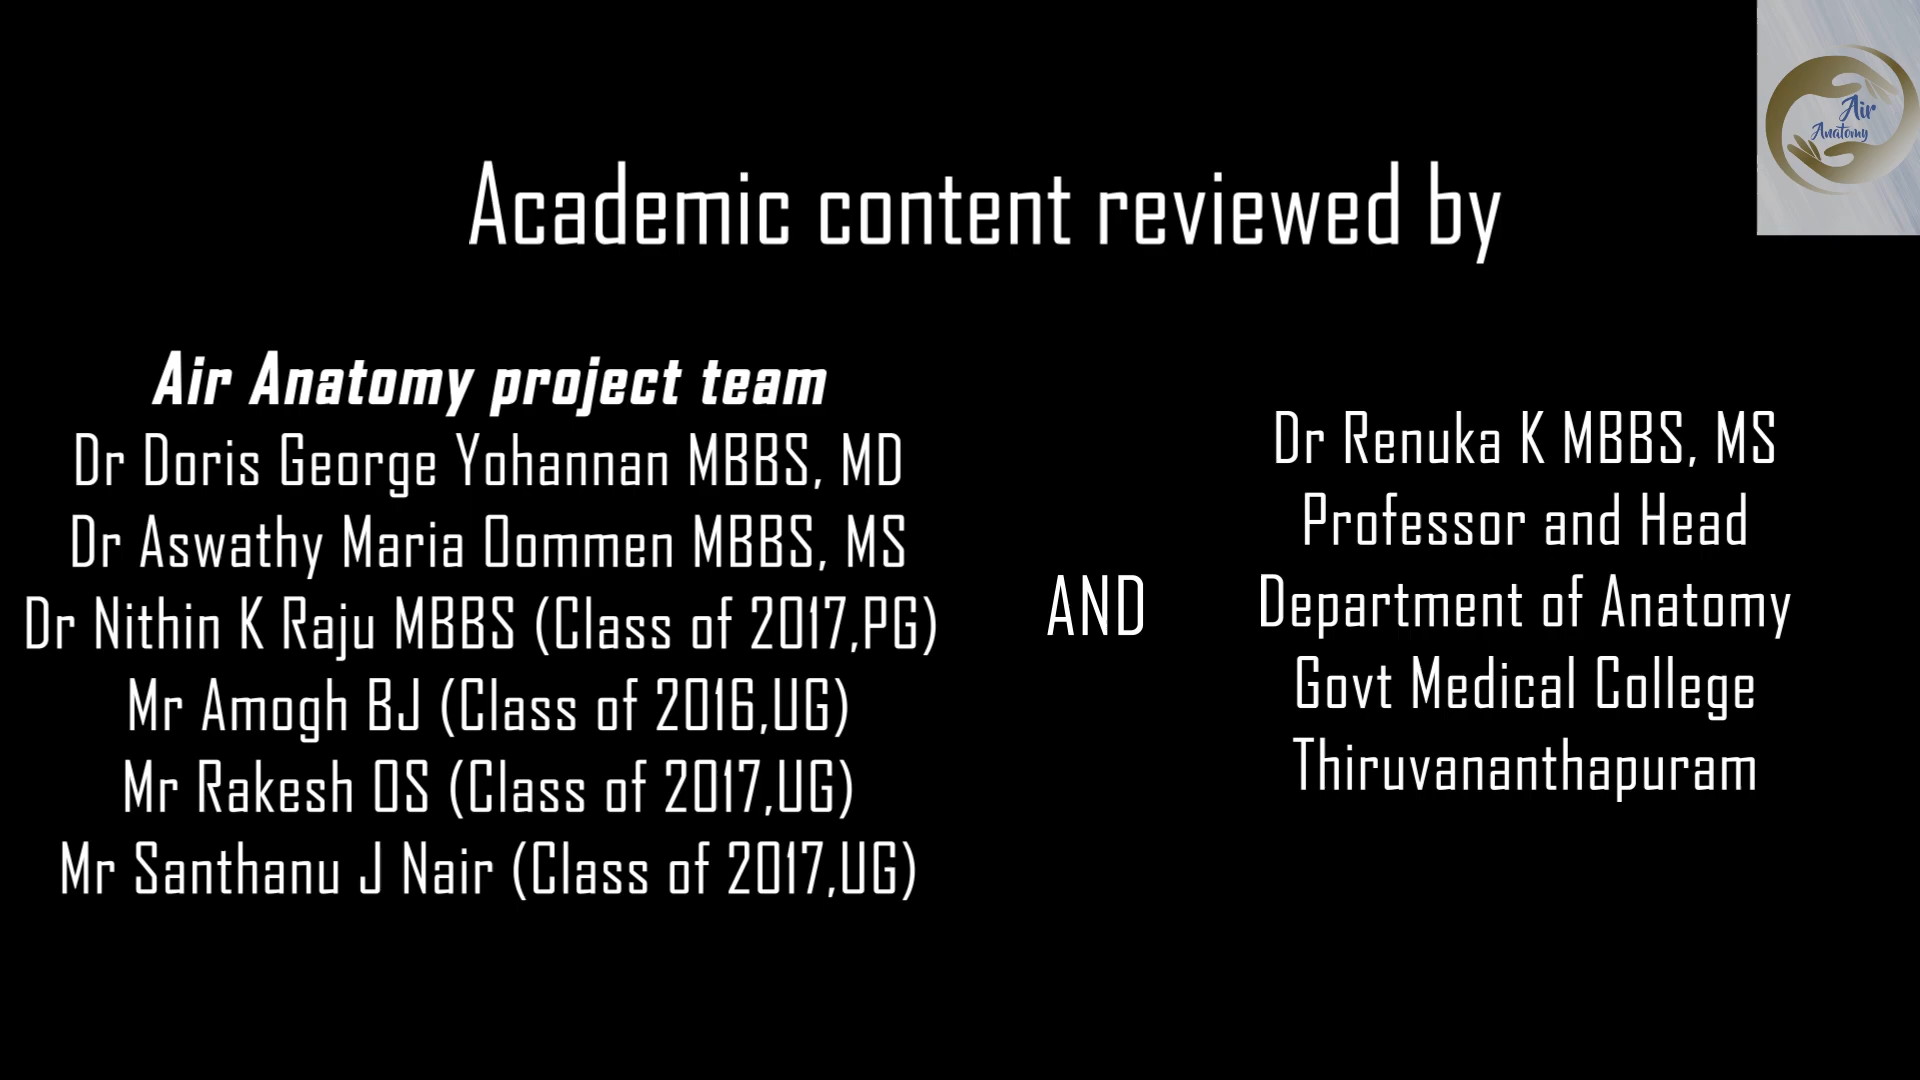 Air
Anatomy
Academic content reviewed by
Air Anatomy project team
Dr Doris George Yohannan MBBS, MD
Dr Aswathy Maria Oommen MBBS, MS
Dr Nithin K Raju MBBS (Class of 2017,PG)
Mr Amogh BJ (Class of 2016,UG)
Mr Rakesh OS (Class of 2017,UG)
Mr Santhanu J Nair (Class of 2017,UG)
AND
Dr Renuka K MBBS, MS
Professor and Head
Department of Anatomy
Govt Medical College
Thiruvananthapuram